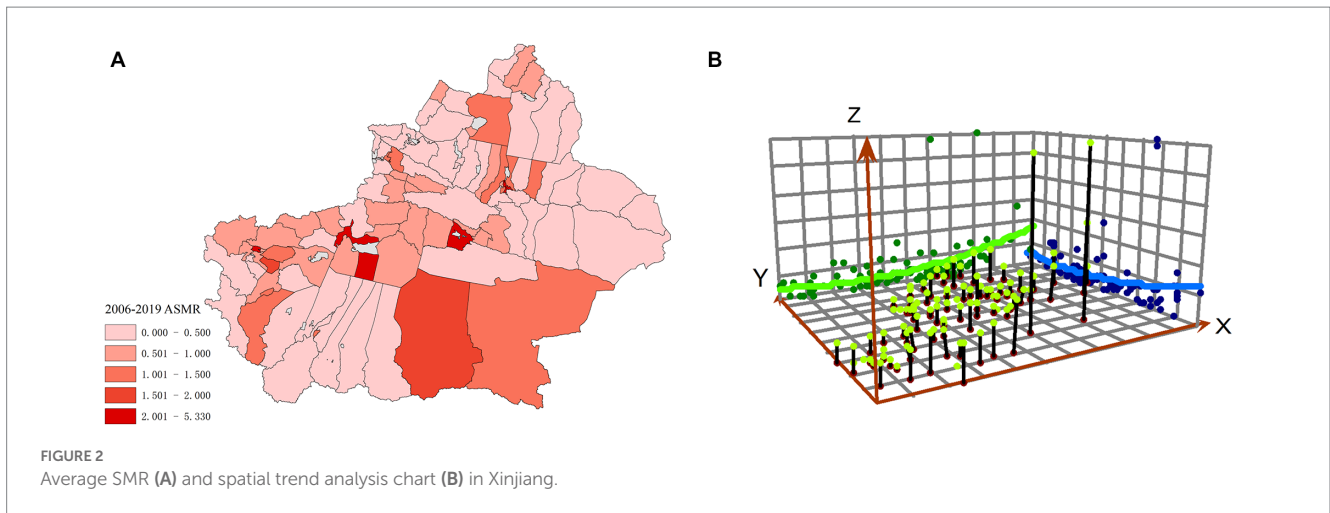 A
2006-2019 ASMR
0.000 - 0.500
0.501 - 1.000
1.001 - 1.500
1.501 - 2.000
2.001 - 5.330
B
Z
Y
X
FIGURE 2
Average SMR (A) and spatial trend analysis chart (B) in Xinjiang.